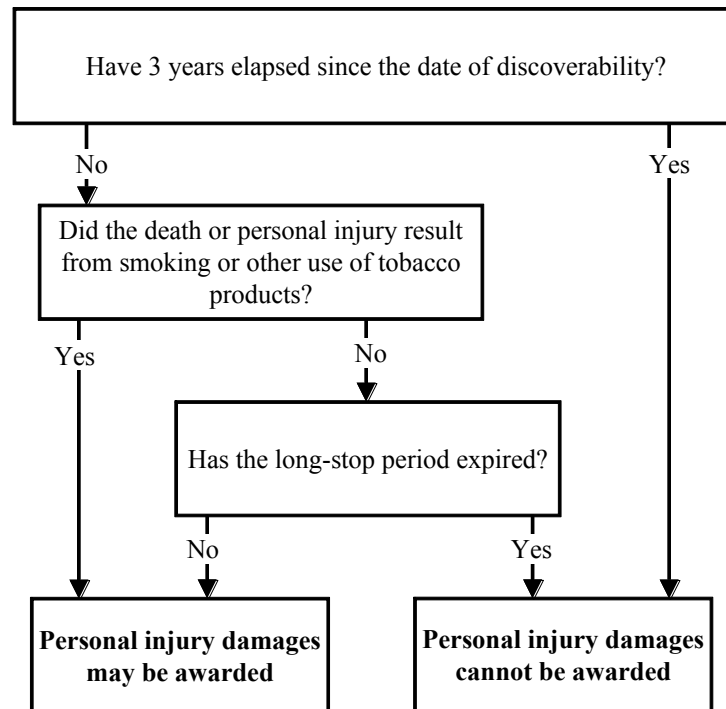 Have 3 years elapsed since the date of discoverability?
No
Yes
Did the death or personal injury result
from smoking or other use of tobacco
products?
Yes
No
Has the long-stop period expired?
No
Yes
Personal injury damages
may be awarded
Personal injury damages
cannot be awarded